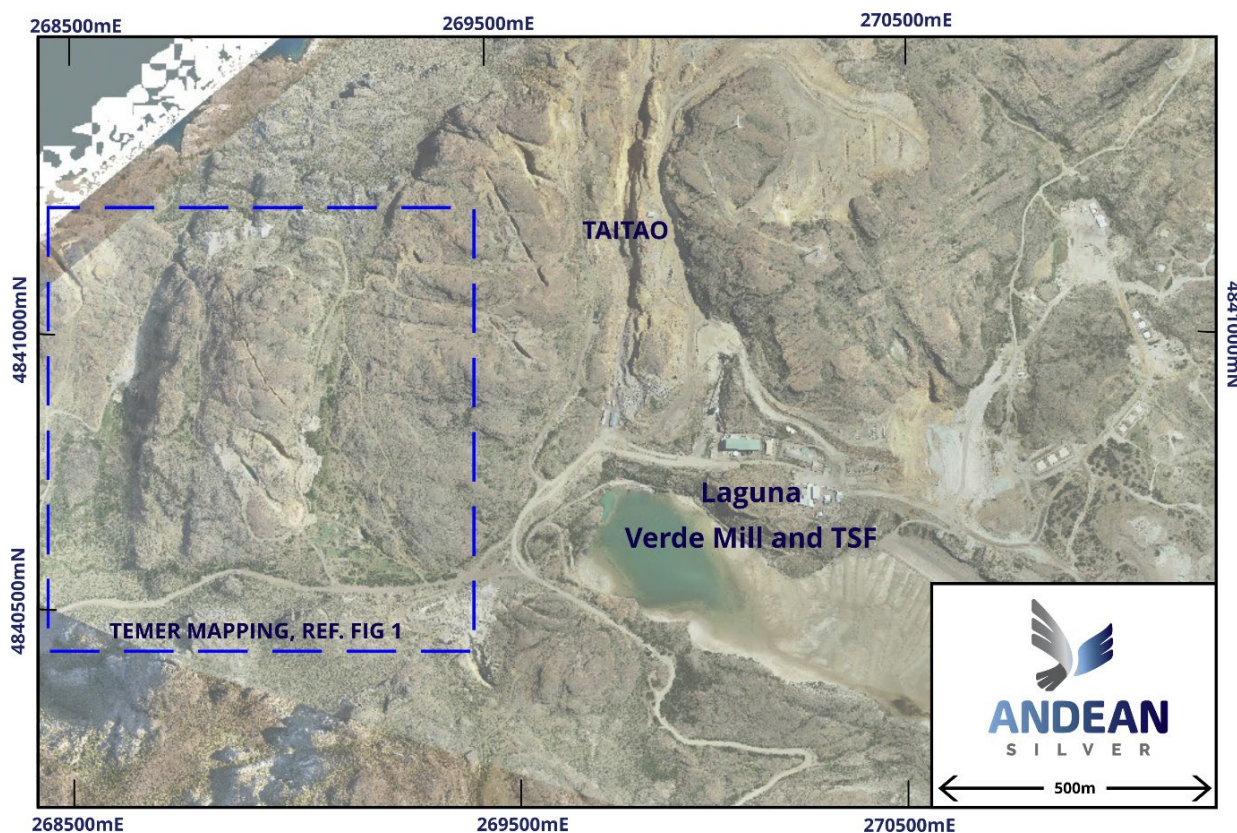 268500mE
269500mE
270500mE
TAITAO
4841000mN
4841000mN
Laguna
Verde Mill and TSF
4840500mN
TEMER MAPPING, REF. FIG 1
ANDEAN
SILVER
500m
268500mE
269500mE
270500mE